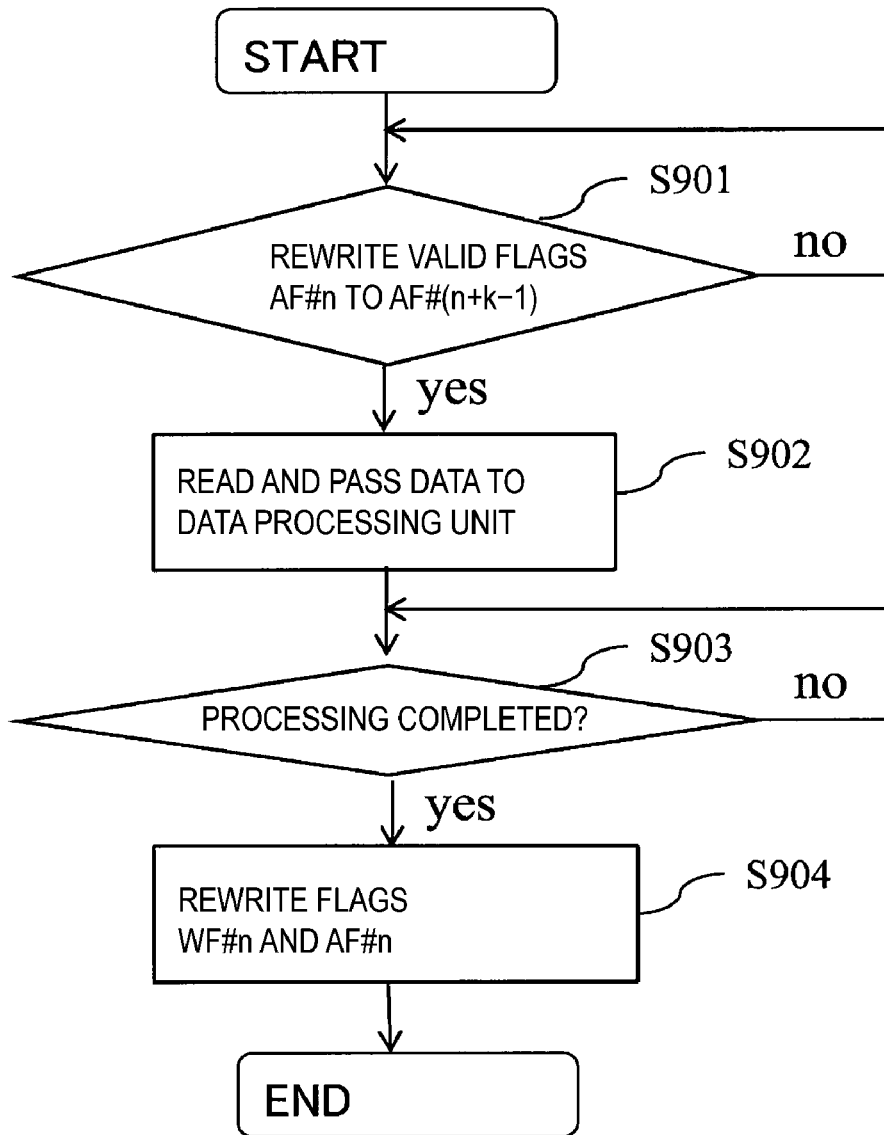 START
S901
REWRITE VALID FLAGS
AF#n TO AF#(n+k−1)
no
yes
S902
READ AND PASS DATA TO
DATA PROCESSING UNIT
S903
PROCESSING COMPLETED?
no
yes
S904
REWRITE FLAGS
WF#n AND AF#n
END